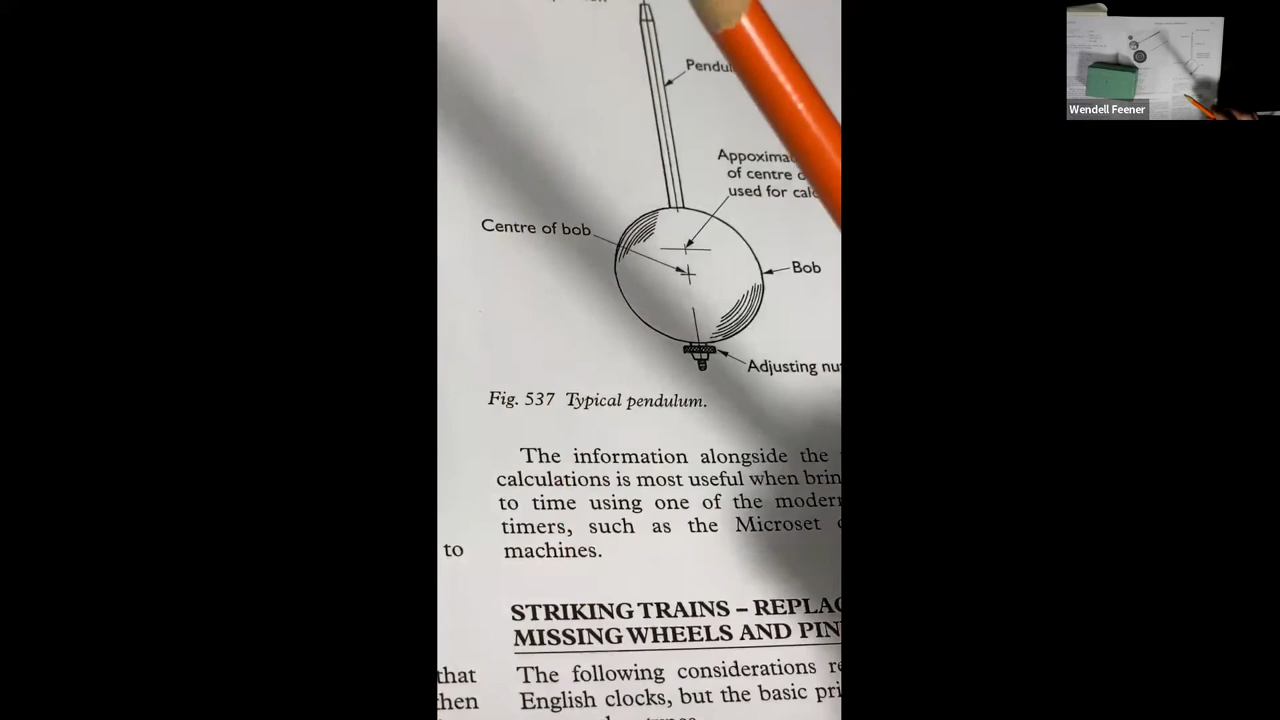 Pendul
Appoxima
of centre o
used for calc
Centre of bob
Bob
Adjusting nu
Fig. 537 Typical pendulum.
The information alongside the
calculations is most useful when brin
to time using one of the modern
timers, such as the Microset
to machines.
STRIKING TRAINS – REPLAC
MISSING WHEELS AND PIN
that The following considerations re
hen English clocks, but the basic pri
Wendell Feener